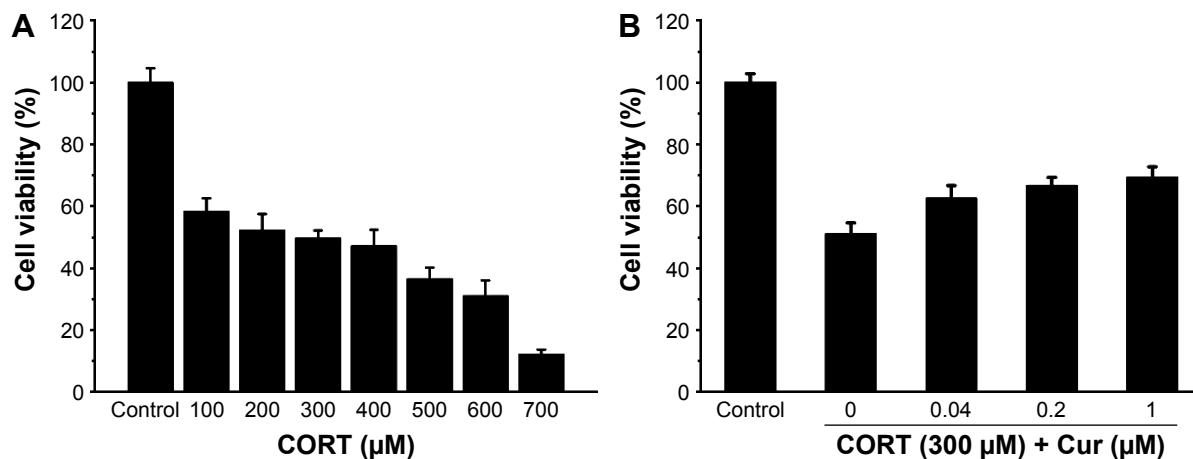 A
Cell viability (%)
120
100
80
60
40
20
0
Control 100 200 300 400 500 600 700
CORT (µM)
B
Cell viability (%)
120
100
80
60
40
20
0
Control 0 0.04 0.2 1
CORT (300 µM) + Cur (µM)